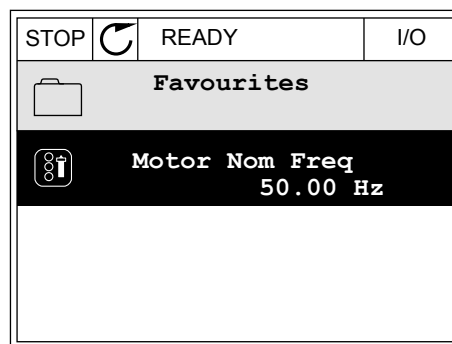 STOP READY I/O
Favourites
Motor Nom Freq
50.00 Hz